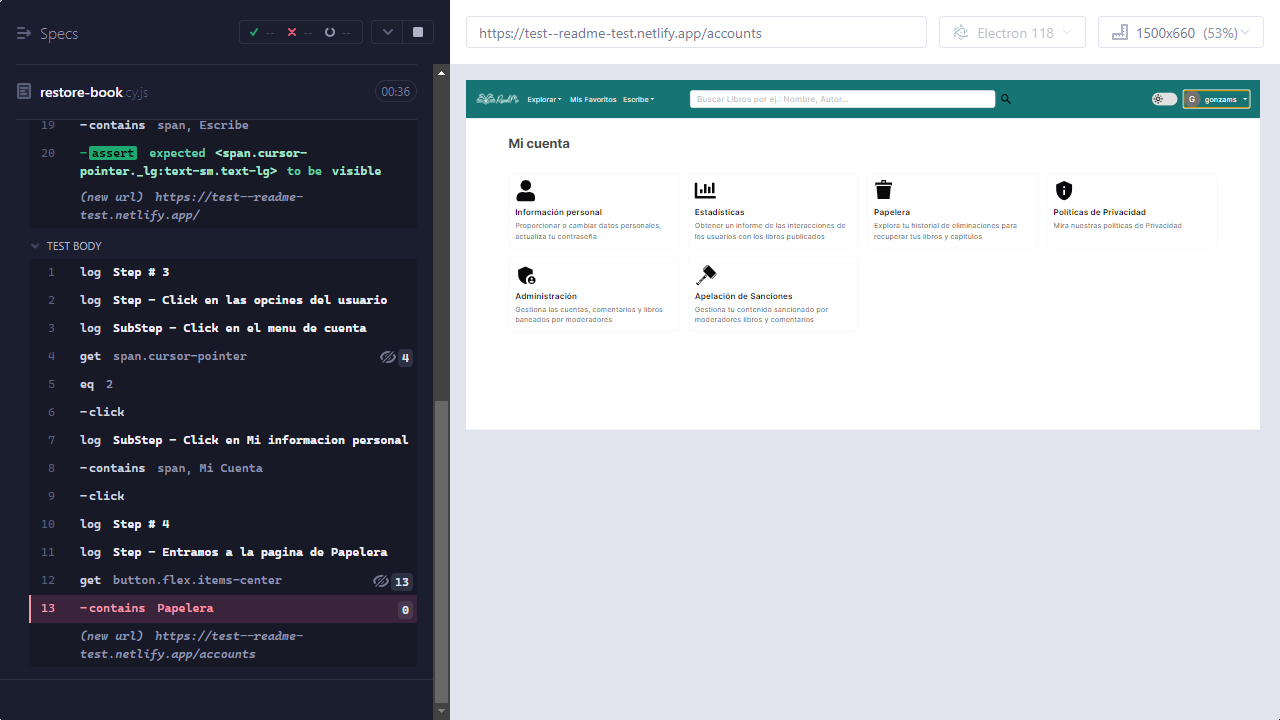 Specs
-- -- --
restore-book.cy.js
00:36
19 -contains span, Escribe
20 -assert expected <span.cursor-
pointer._lg:text-sm.text-lg> to be visible
(new url) https://test--readme-
test.netlify.app/
TEST BODY
1 log Step # 3
2 log Step - Click en las opcines del usuario
3 log SubStep - Click en el menu de cuenta
4 get span.cursor-pointer 4
5 eq 2
6 -click
7 log SubStep - Click en Mi informacion personal
8 -contains span, Mi Cuenta
9 -click
10 log Step # 4
11 log Step - Entramos a la pagina de Papelera
12 get button.flex.items-center 13
13 -contains Papelera 0
(new url) https://test--readme-
test.netlify.app/accounts
https://test--readme-test.netlify.app/accounts
Electron 118
1500x660 (53%)
ReadMe
Explorar
Mis Favoritos
Escribe
Buscar Libros por ej.: Nombre, Autor...
G gonzams
Mi cuenta
Información personal
Proporcionar o cambiar datos personales,
actualiza tu contraseña
Estadísticas
Obtener un informe de las interacciones de
los usuarios con los libros publicados
Papelera
Explora tu historial de eliminaciones para
recuperar tus libros y capítulos
Políticas de Privacidad
Mira nuestras políticas de Privacidad
Administración
Gestiona las cuentas, comentarios y libros
baneados por moderadores
Apelación de Sanciones
Gestiona tu contenido sancionado por
moderadores libros y comentarios